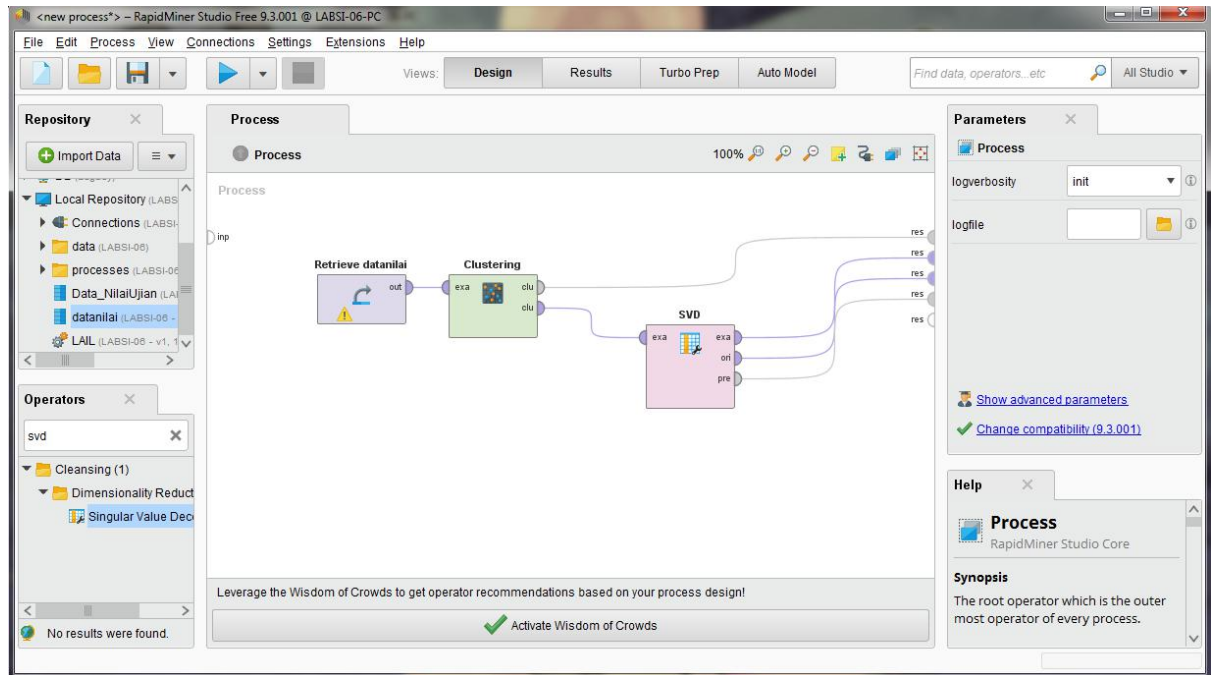 <new process*> – RapidMiner Studio Free 9.3.001 @ LABSI-06-PC
File Edit Process View Connections Settings Extensions Help
Views: Design Results Turbo Prep Auto Model Find data, operators...etc All Studio
Repository
Import Data
Local Repository (LABS
Connections (LABSI-
data (LABSI-06)
processes (LABSI-06
Data_NilaiUjian (LA
datanilai (LABSI-06 -
LAIL (LABSI-06 - v1, 1
Operators
svd
Cleansing (1)
Dimensionality Reduct
Singular Value Dec
No results were found.
Process
Process
100%
Process
inp
Retrieve datanilai
out
Clustering
exa clu
clu
SVD
exa exa
ori
pre
res
res
res
res
res
Leverage the Wisdom of Crowds to get operator recommendations based on your process design!
Activate Wisdom of Crowds
Parameters
Process
logverbosity init
logfile
Show advanced parameters
Change compatibility (9.3.001)
Help
Process
RapidMiner Studio Core
Synopsis
The root operator which is the outer
most operator of every process.